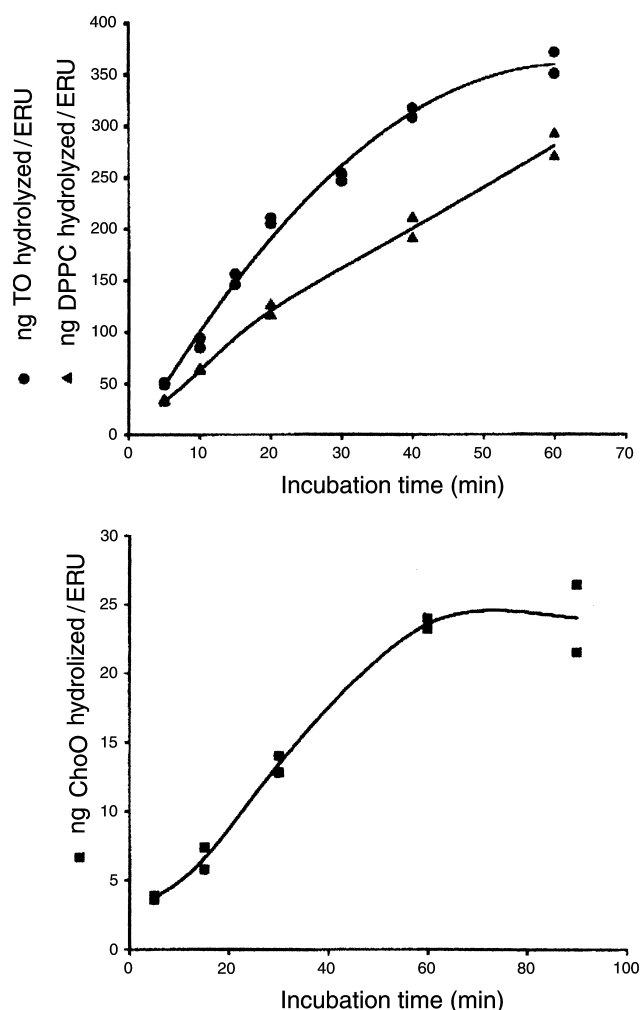 400
350
300
250
200
150
100
50
0
0 10 20 30 40 50 60 70
ng TO hydrolyzed/ERU
ng DPPC hydrolyzed/ERU
Incubation time (min)
30
25
20
15
10
5
0
0 20 40 60 80 100
ng ChoO hydrolized/ERU
Incubation time (min)